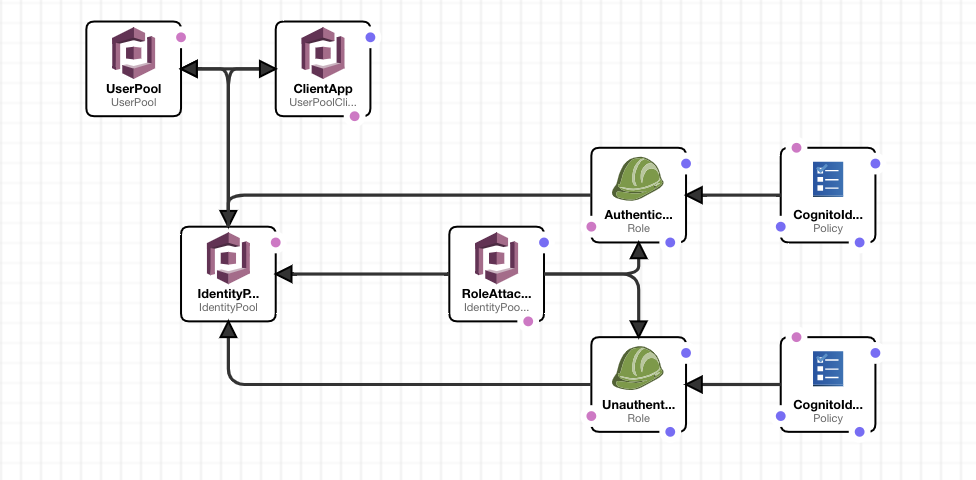 UserPool
UserPool
ClientApp
UserPoolCli...
Authentic...
Role
CognitoId...
Policy
IdentityP...
IdentityPool
RoleAttac...
IdentityPoo...
Unauthent...
Role
CognitoId...
Policy